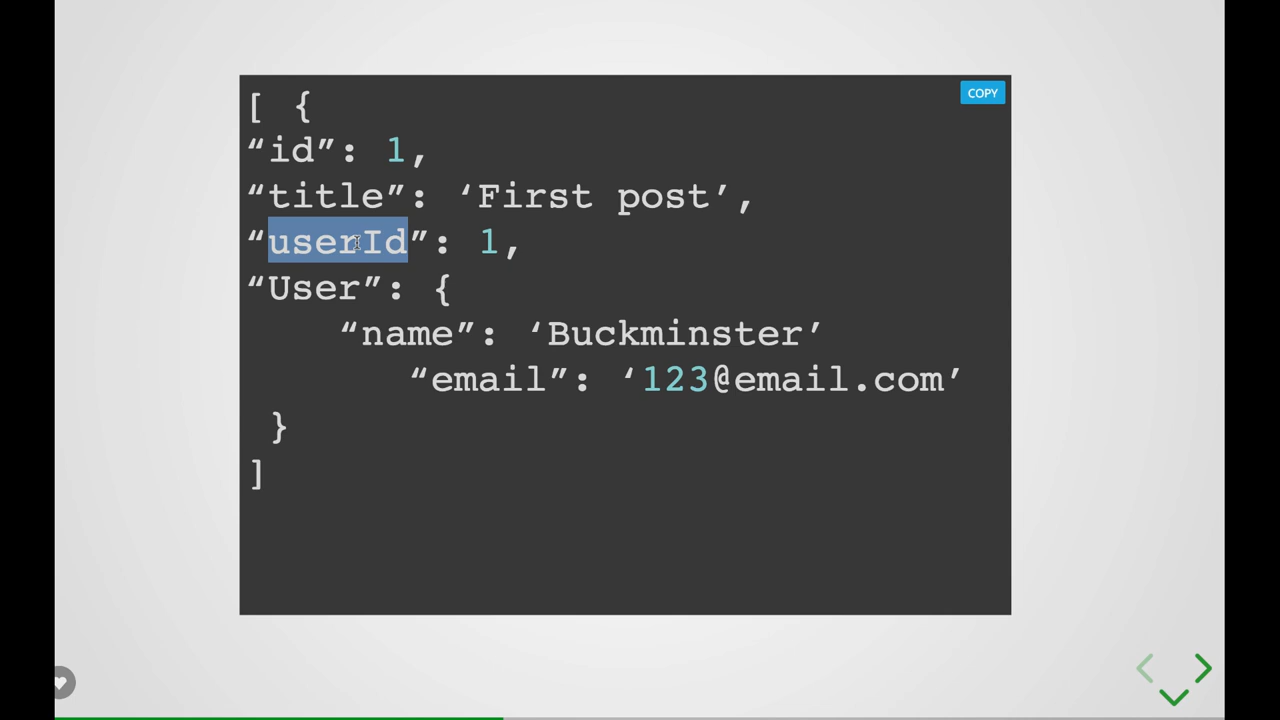 COPY
[ {
“id”: 1,
“title”: ‘First post’,
“userId”: 1,
“User”: {
“name”: ‘Buckminster’
“email”: ‘123@email.com’
}
]